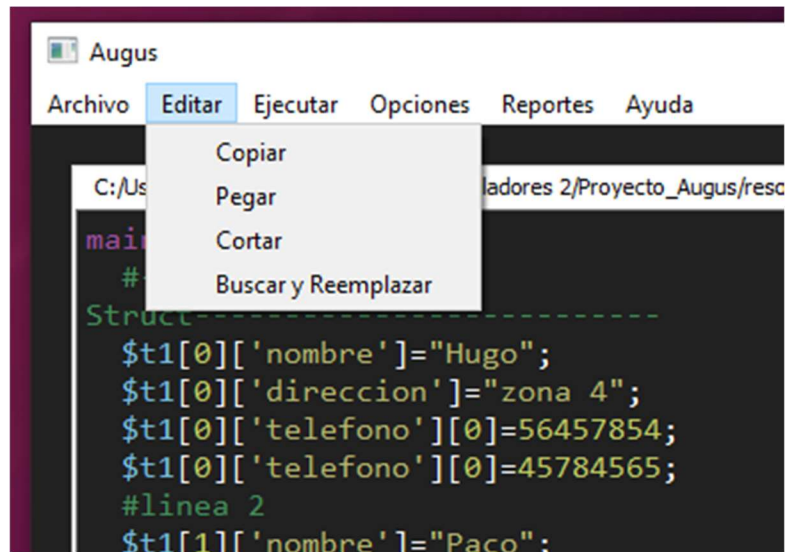 Augus
Archivo Editar Ejecutar Opciones Reportes Ayuda
Copiar
Pegar
Cortar
Buscar y Reemplazar
C:/Us ladores 2/Proyecto_Augus/reso
main
#-
Struct---------------------------
$t1[0]['nombre']="Hugo";
$t1[0]['direccion']="zona 4";
$t1[0]['telefono'][0]=56457854;
$t1[0]['telefono'][0]=45784565;
#linea 2
$t1[1]['nombre']="Paco";